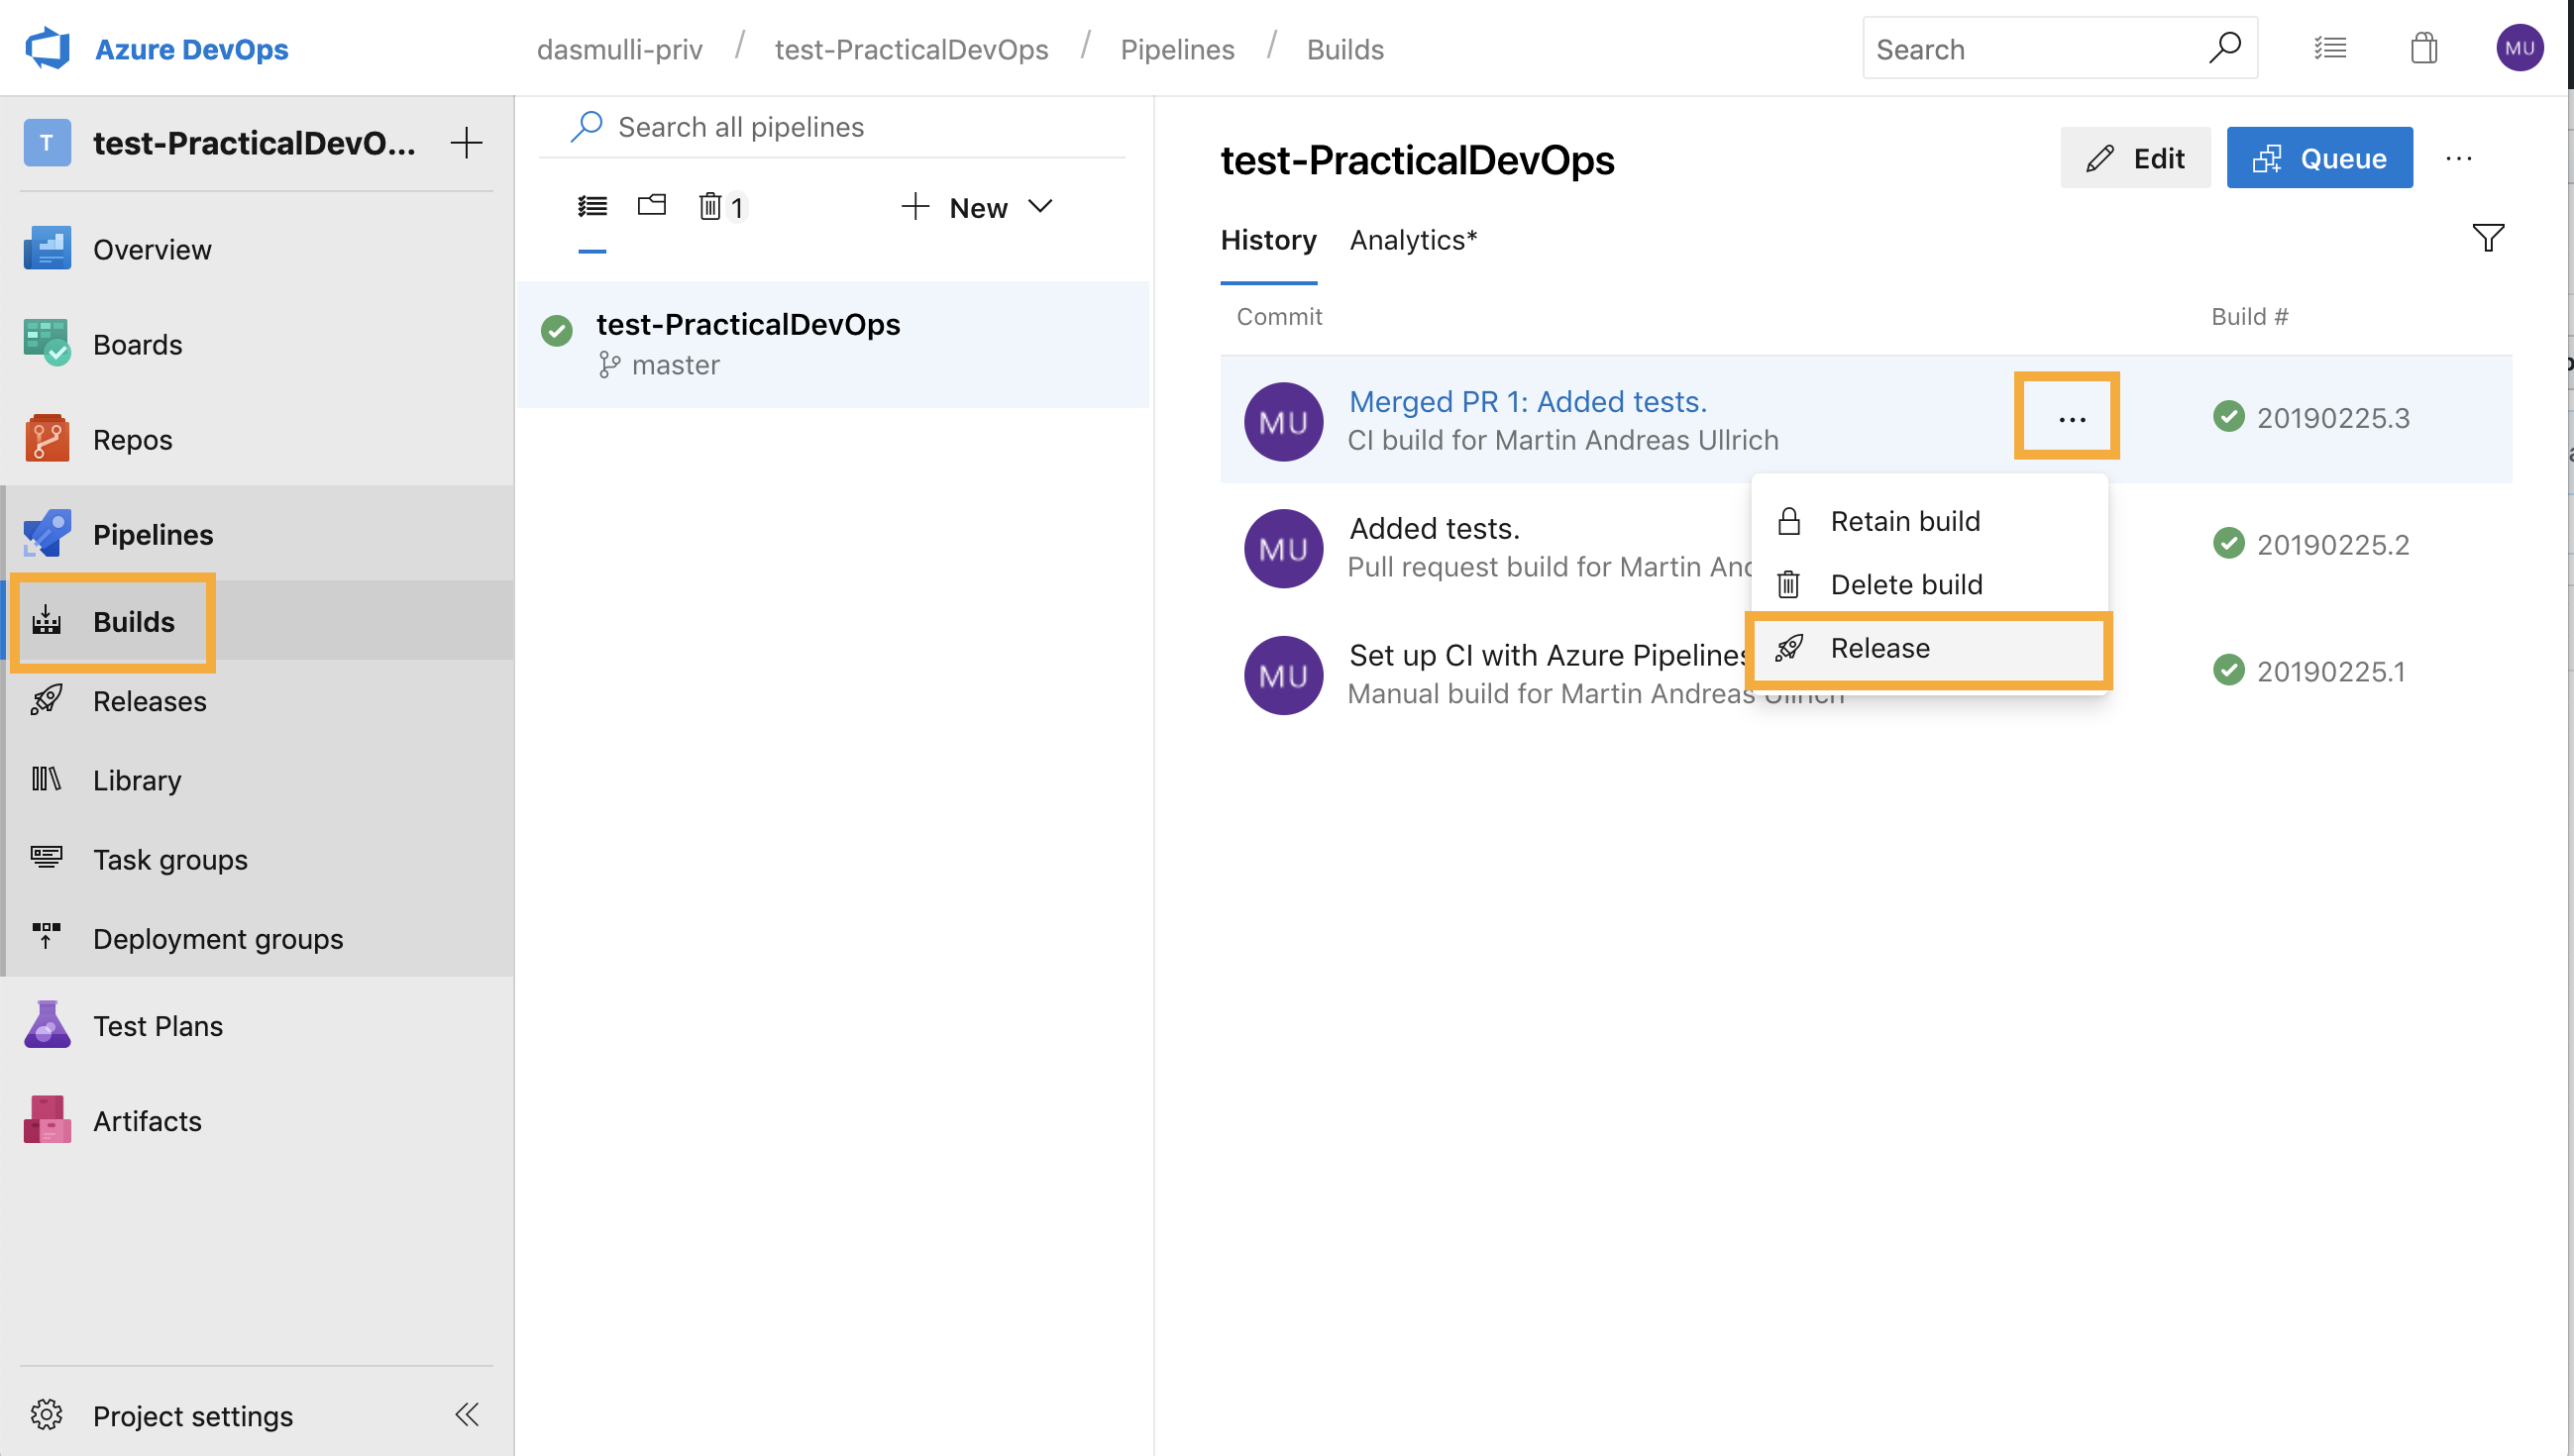 Azure DevOps
dasmulli-priv / test-PracticalDevOps / Pipelines / Builds
Search
MU
T
test-PracticalDevO...
Overview
Boards
Repos
Pipelines
Builds
Releases
Library
Task groups
Deployment groups
Test Plans
Artifacts
Project settings
Search all pipelines
1
New
test-PracticalDevOps
master
test-PracticalDevOps
Edit
Queue
...
History
Analytics*
Commit
Build #
MU
Merged PR 1: Added tests.
CI build for Martin Andreas Ullrich
...
20190225.3
MU
Added tests.
Pull request build for Martin
20190225.2
MU
Set up CI with Azure Pipelines
Manual build for Martin Andreas Ullrich
20190225.1
Retain build
Delete build
Release